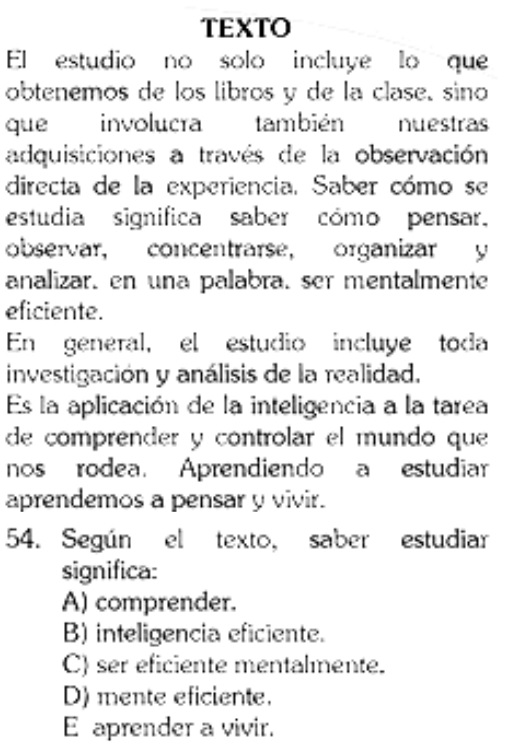 TEXTO
El estudio no solo incluye lo que
obtenemos de los libros y de la clase, sino
que involucra también nuestras
adquisiciones a través de la observación
directa de la experiencia. Saber cómo se
estudia significa saber cómo pensar,
observar, concentrarse, organizar y
analizar, en una palabra, ser mentalmente
eficiente.
En general, el estudio incluye toda
investigación y análisis de la realidad.
Es la aplicación de la inteligencia a la tarea
de comprender y controlar el mundo que
nos rodea. Aprendiendo a estudiar
aprendemos a pensar y vivir.
54. Según el texto, saber estudiar
significa:
A) comprender.
B) inteligencia eficiente.
C) ser eficiente mentalmente.
D) mente eficiente.
E aprender a vivir.